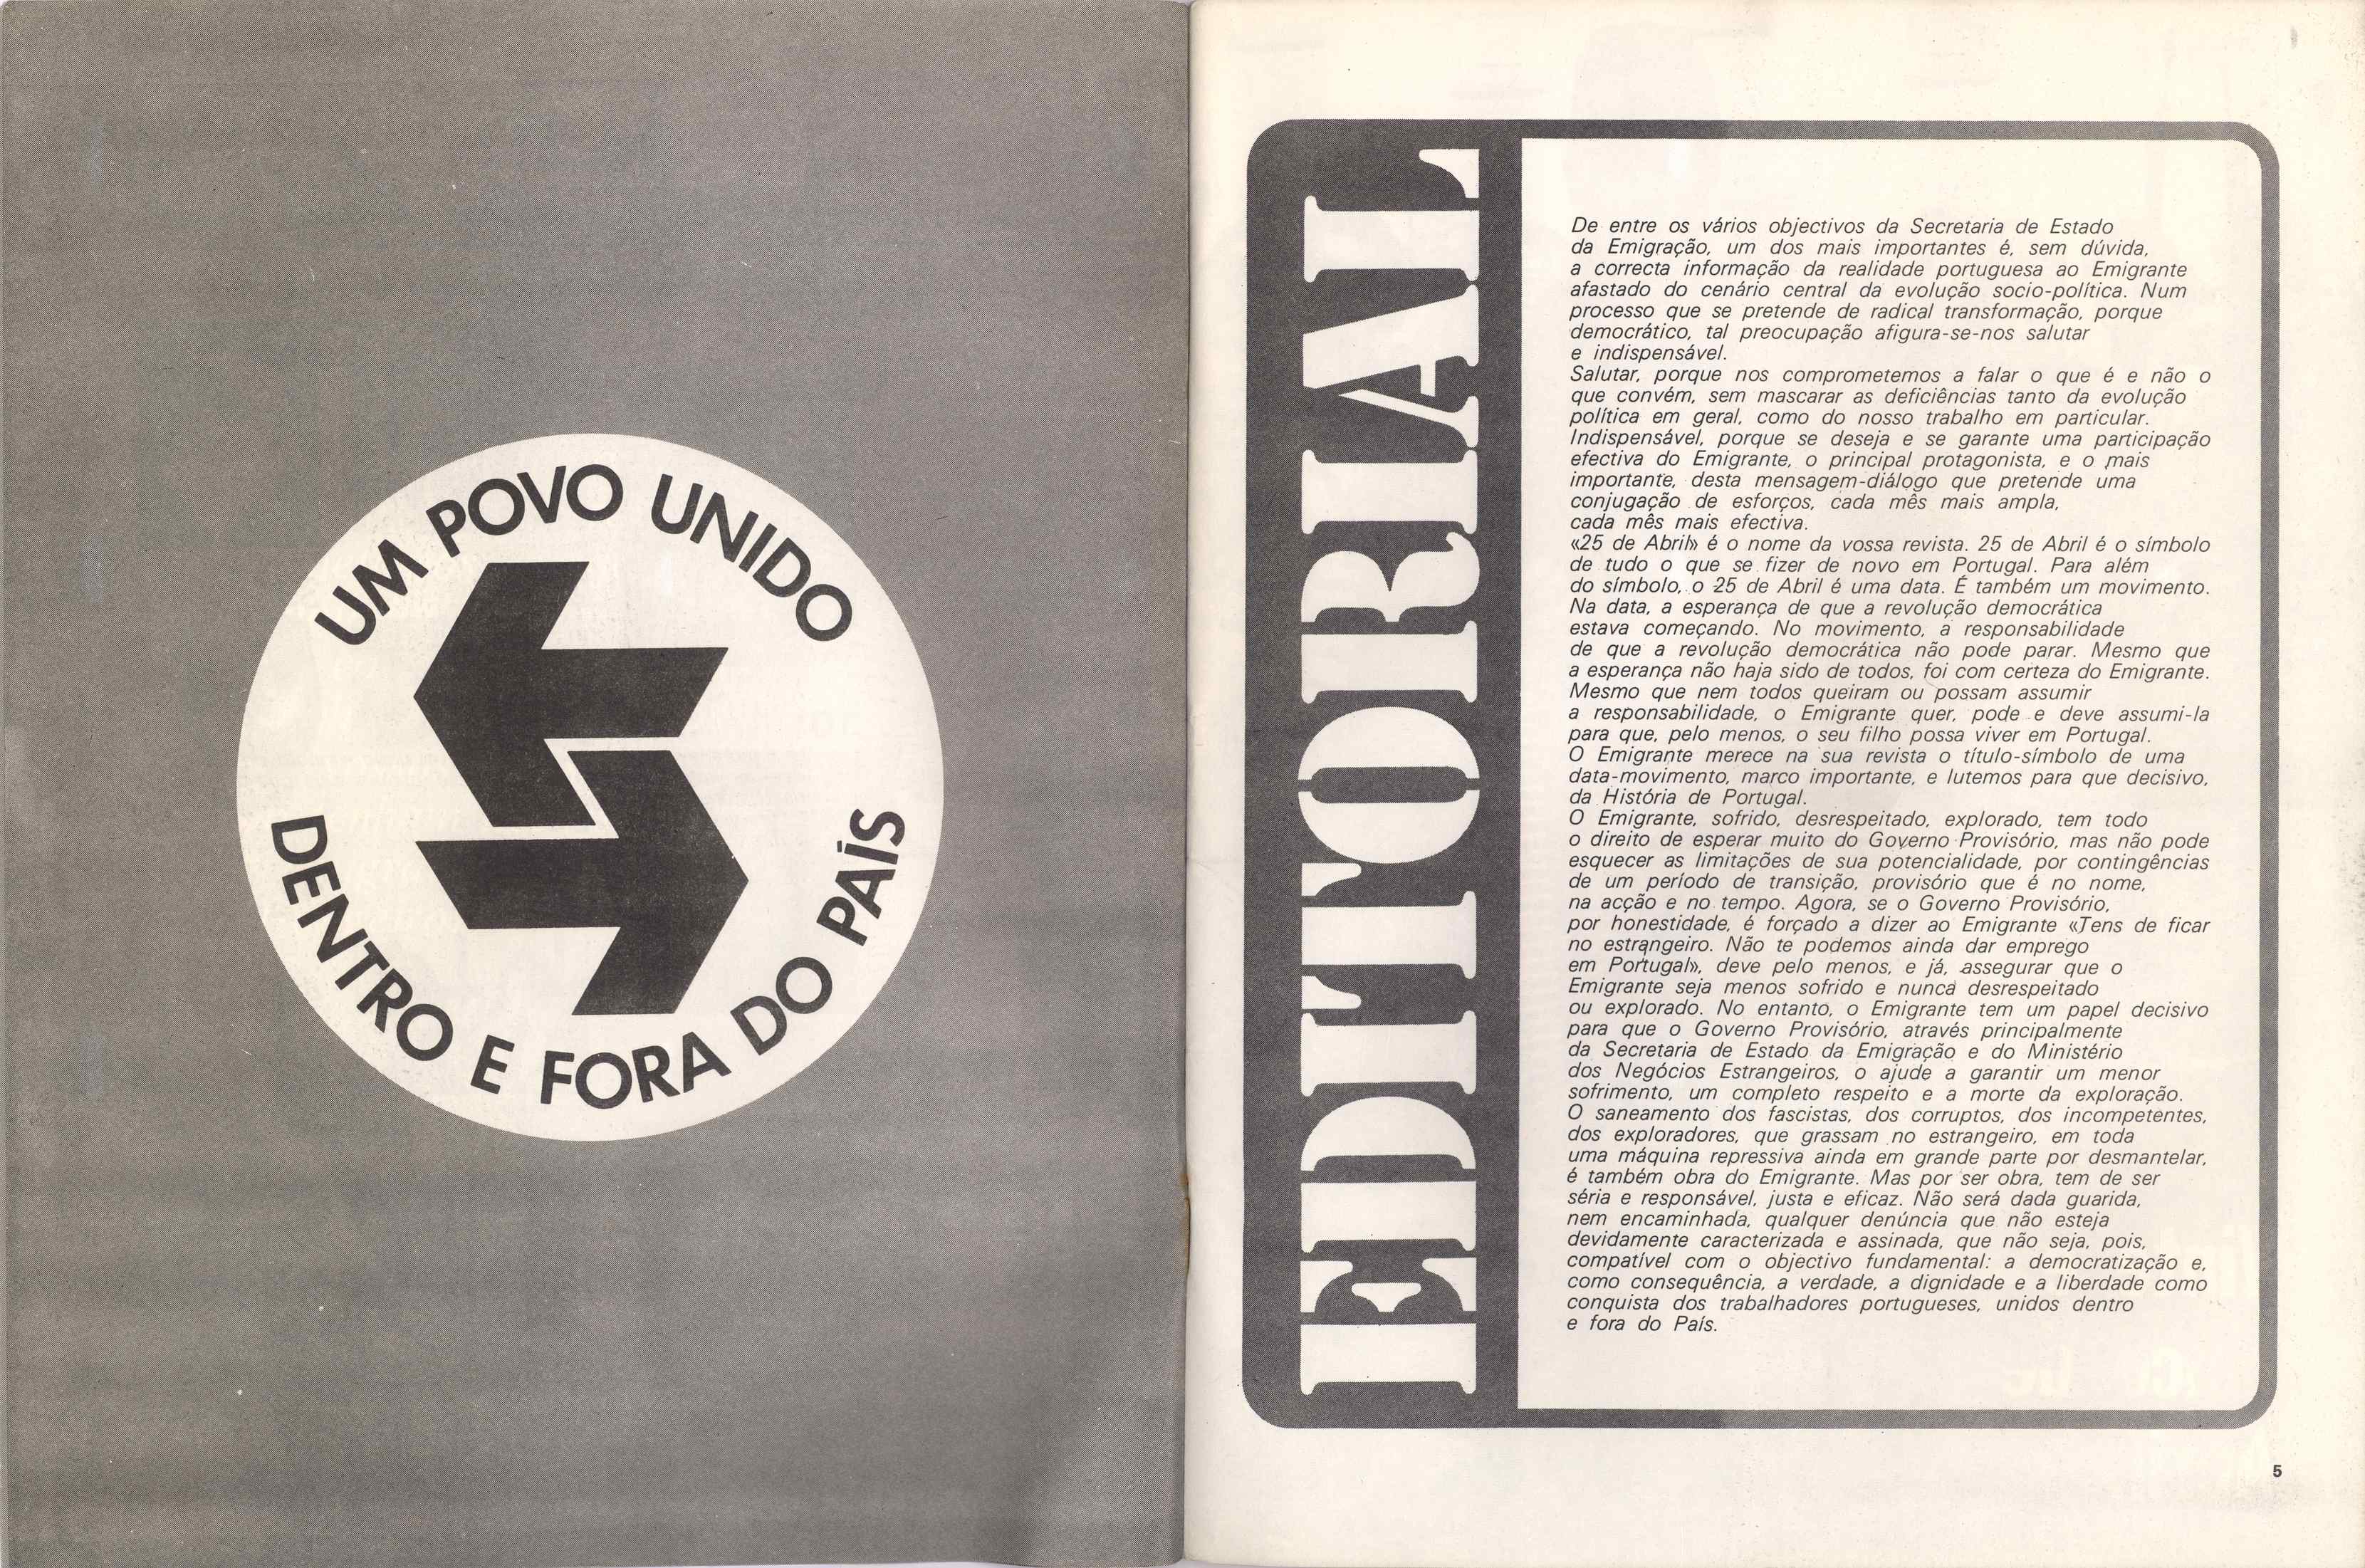 UM POVO UNIDO
DENTRO E FORA DO PAÍS
EDITORIAL
De entre os vários objectivos da Secretaria de Estado
da Emigração, um dos mais importantes é, sem dúvida,
a correcta informação da realidade portuguesa ao Emigrante
afastado do cenário central da evolução socio-política. Num
processo que se pretende de radical transformação, porque
democrático, tal preocupação afigura-se-nos salutar
e indispensável.
Salutar, porque nos comprometemos a falar o que é e não o
que convém, sem mascarar as deficiências tanto da evolução
política em geral, como do nosso trabalho em particular.
Indispensável, porque se deseja e se garante uma participação
efectiva do Emigrante, o principal protagonista, e o mais
importante, desta mensagem-diálogo que pretende uma
conjugação de esforços, cada mês mais ampla,
cada mês mais efectiva.
«25 de Abril» é o nome da vossa revista. 25 de Abril é o símbolo
de tudo o que se fizer de novo em Portugal. Para além
do símbolo, o 25 de Abril é uma data. É também um movimento.
Na data, a esperança de que a revolução democrática
estava começando. No movimento, a responsabilidade
de que a revolução democrática não pode parar. Mesmo que
a esperança não haja sido de todos, foi com certeza do Emigrante.
Mesmo que nem todos queiram ou possam assumir
a responsabilidade, o Emigrante quer, pode e deve assumi-la
para que, pelo menos, o seu filho possa viver em Portugal.
O Emigrante merece na sua revista o título-símbolo de uma
data-movimento, marco importante, e lutemos para que decisivo,
da História de Portugal.
O Emigrante, sofrido, desrespeitado, explorado, tem todo
o direito de esperar muito do Governo Provisório, mas não pode
esquecer as limitações de sua potencialidade, por contingências
de um período de transição, provisório que é no nome,
na acção e no tempo. Agora, se o Governo Provisório,
por honestidade, é forçado a dizer ao Emigrante «Tens de ficar
no estrangeiro. Não te podemos ainda dar emprego
em Portugal», deve pelo menos, e já, assegurar que o
Emigrante seja menos sofrido e nunca desrespeitado
ou explorado. No entanto, o Emigrante tem um papel decisivo
para que o Governo Provisório, através principalmente
da Secretaria de Estado da Emigração e do Ministério
dos Negócios Estrangeiros, o ajude a garantir um menor
sofrimento, um completo respeito e a morte da exploração.
O saneamento dos fascistas, dos corruptos, dos incompetentes,
dos exploradores, que grassam no estrangeiro, em toda
uma máquina repressiva ainda em grande parte por desmantelar,
é também obra do Emigrante. Mas por ser obra, tem de ser
séria e responsável, justa e eficaz. Não será dada guarida,
nem encaminhada, qualquer denúncia que não esteja
devidamente caracterizada e assinada, que não seja, pois,
compatível com o objectivo fundamental: a democratização e,
como consequência, a verdade, a dignidade e a liberdade como
conquista dos trabalhadores portugueses, unidos dentro
e fora do País.
5